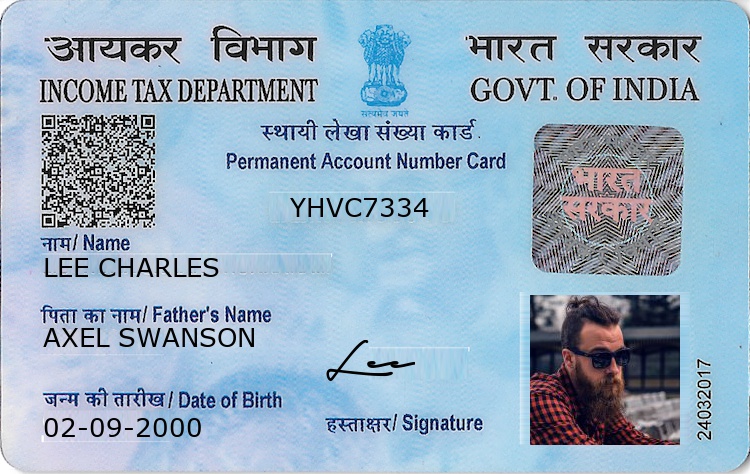 आयकर विभाग
INCOME TAX DEPARTMENT
भारत सरकार
GOVT. OF INDIA
सत्यमेव जयते
स्थायी लेखा संख्या कार्ड
Permanent Account Number Card
YHVC7334
भारत
सरकार
नाम/ Name
LEE CHARLES
पिता का नाम/ Father's Name
AXEL SWANSON
जन्म की तारीख / Date of Birth
02-09-2000
Lee
हस्ताक्षर/ Signature
24032017